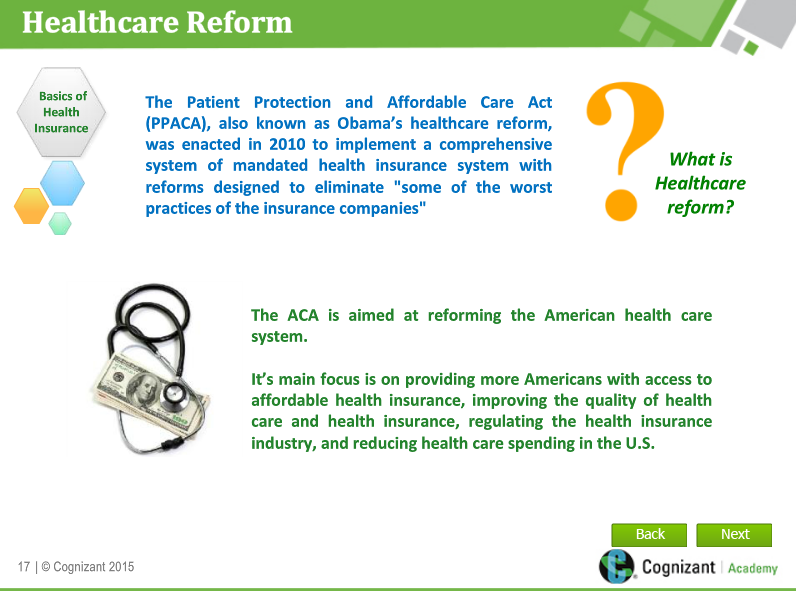 Healthcare Reform
Basics of
Health
Insurance
The Patient Protection and Affordable Care Act
(PPACA), also known as Obama’s healthcare reform,
was enacted in 2010 to implement a comprehensive
system of mandated health insurance system with
reforms designed to eliminate "some of the worst
practices of the insurance companies"
What is
Healthcare
reform?
The ACA is aimed at reforming the American health care
system.
It’s main focus is on providing more Americans with access to
affordable health insurance, improving the quality of health
care and health insurance, regulating the health insurance
industry, and reducing health care spending in the U.S.
Back
Next
17 | © Cognizant 2015
Cognizant | Academy